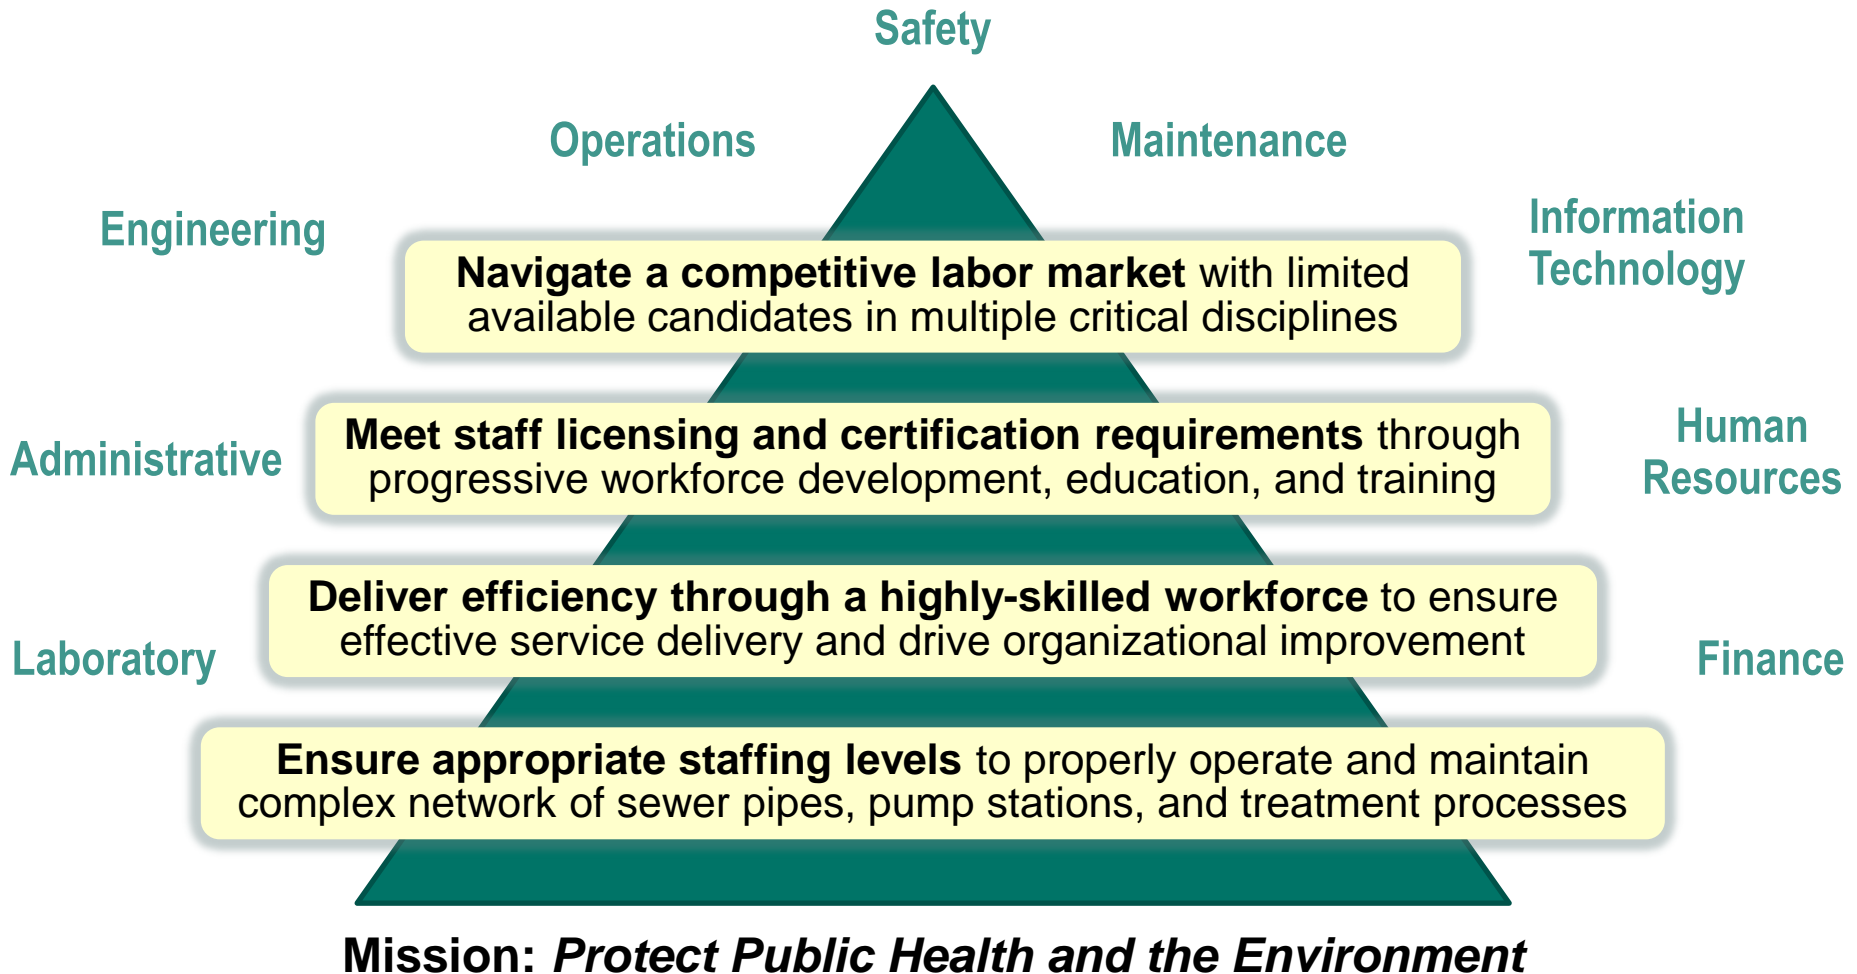 Safety
Operations
Maintenance
Engineering
Information
Technology
Navigate a competitive labor market with limited
available candidates in multiple critical disciplines
Administrative
Meet staff licensing and certification requirements through
progressive workforce development, education, and training
Human
Resources
Laboratory
Deliver efficiency through a highly-skilled workforce to ensure
effective service delivery and drive organizational improvement
Finance
Ensure appropriate staffing levels to properly operate and maintain
complex network of sewer pipes, pump stations, and treatment processes
Mission: Protect Public Health and the Environment